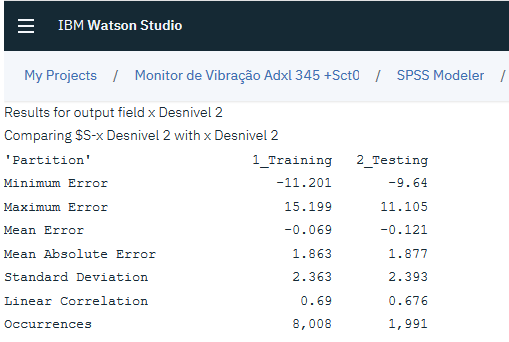 IBM Watson Studio
My Projects / Monitor de Vibração Adxl 345 +Sct0 / SPSS Modeler /
Results for output field x Desnivel 2
Comparing $S-x Desnivel 2 with x Desnivel 2
'Partition' 1_Training 2_Testing
Minimum Error -11.201 -9.64
Maximum Error 15.199 11.105
Mean Error -0.069 -0.121
Mean Absolute Error 1.863 1.877
Standard Deviation 2.363 2.393
Linear Correlation 0.69 0.676
Occurrences 8,008 1,991